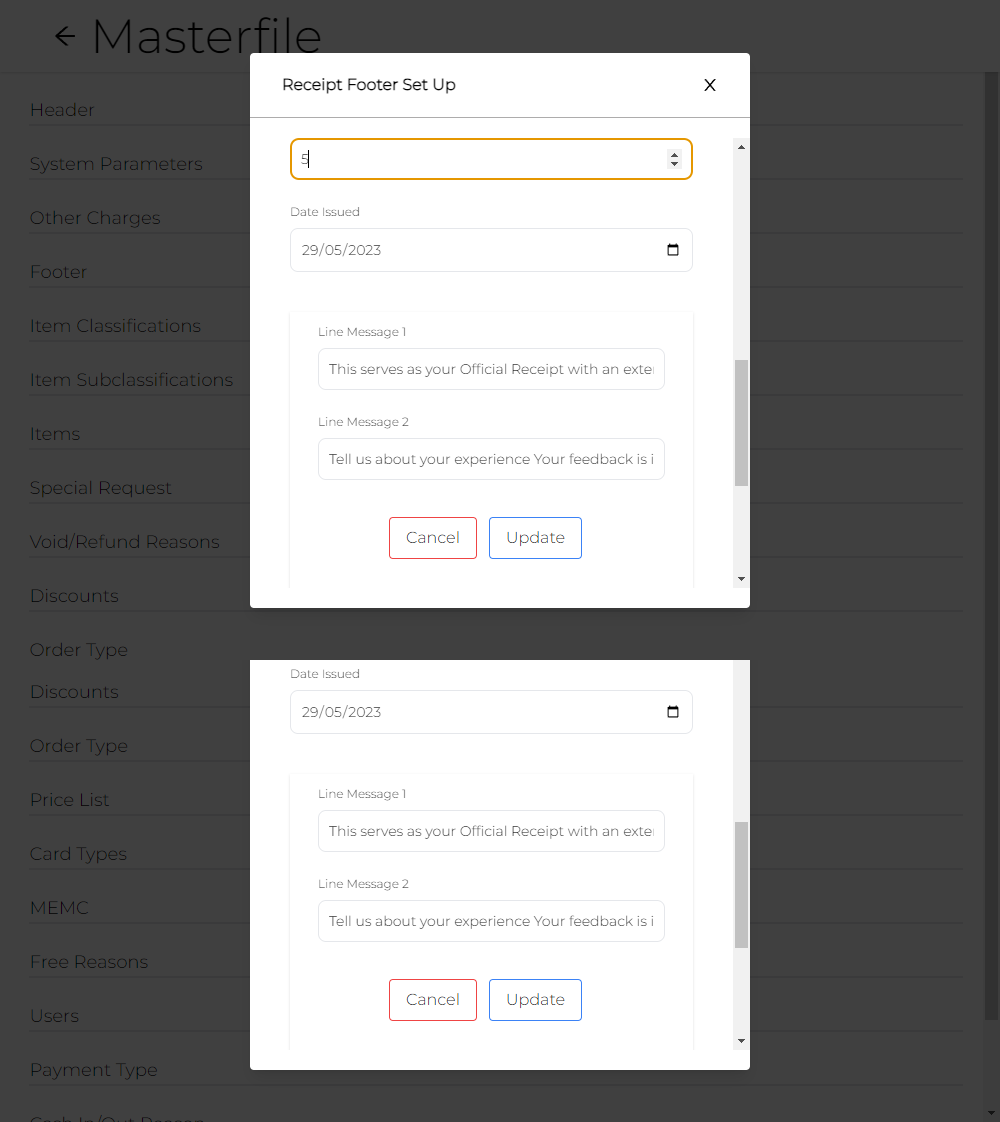 Masterfile
Receipt Footer Set Up
X
Header
System Parameters
Other Charges
Footer
Item Classifications
Item Subclassifications
Items
Special Request
Void/Refund Reasons
Discounts
Order Type
Discounts
Order Type
Price List
Card Types
MEMC
Free Reasons
Users
Payment Type
Cash In/Out Reason
5
Date Issued
29/05/2023
Line Message 1
This serves as your Official Receipt with an exte
Line Message 2
Tell us about your experience Your feedback is i
Cancel Update
Date Issued
29/05/2023
Line Message 1
This serves as your Official Receipt with an exte
Line Message 2
Tell us about your experience Your feedback is i
Cancel Update